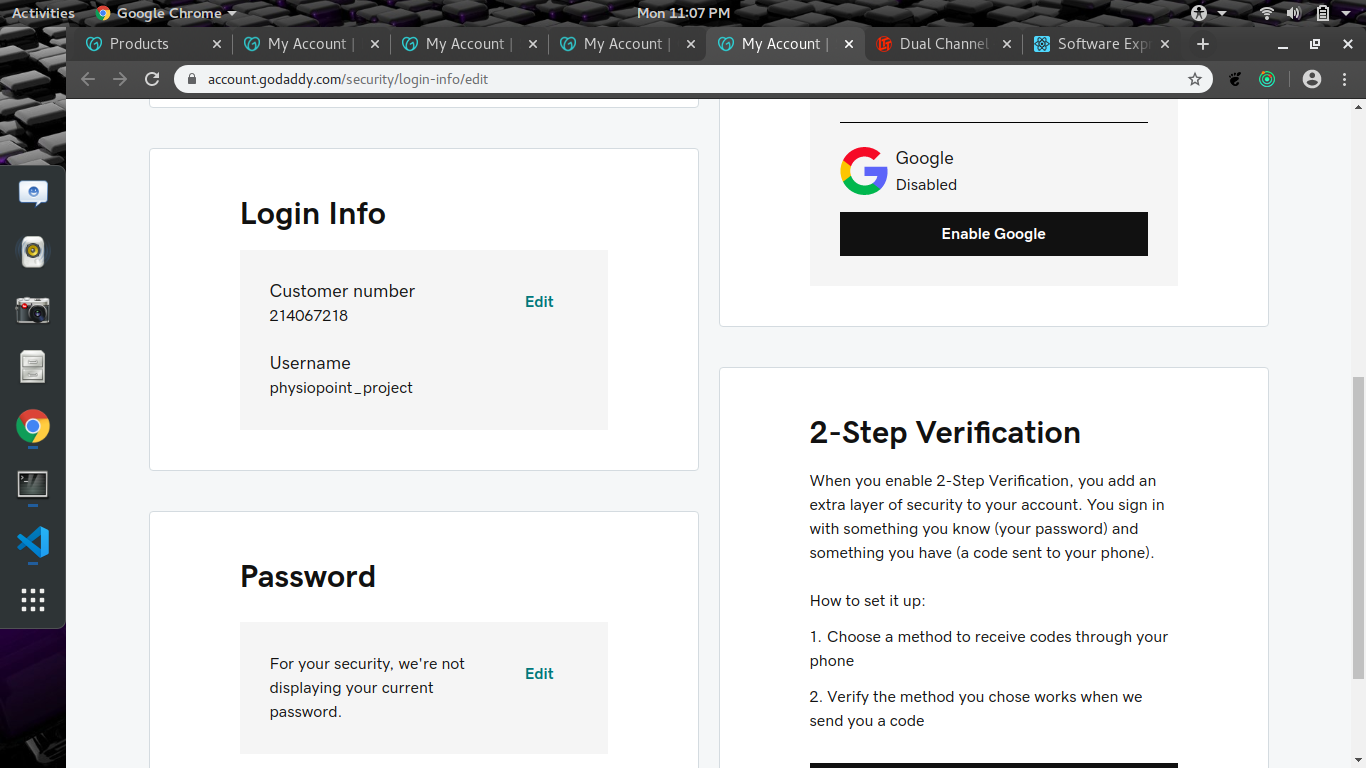 Activities
Google Chrome
Mon 11:07 PM
Products
My Account |
My Account |
My Account |
My Account |
Dual Channel
Software Exp
account.godaddy.com/security/login-info/edit
Login Info
Customer number
214067218
Edit
Username
physiopoint_project
Password
For your security, we're not
displaying your current
password.
Edit
Google
Disabled
Enable Google
2-Step Verification
When you enable 2-Step Verification, you add an
extra layer of security to your account. You sign in
with something you know (your password) and
something you have (a code sent to your phone).
How to set it up:
1. Choose a method to receive codes through your
phone
2. Verify the method you chose works when we
send you a code